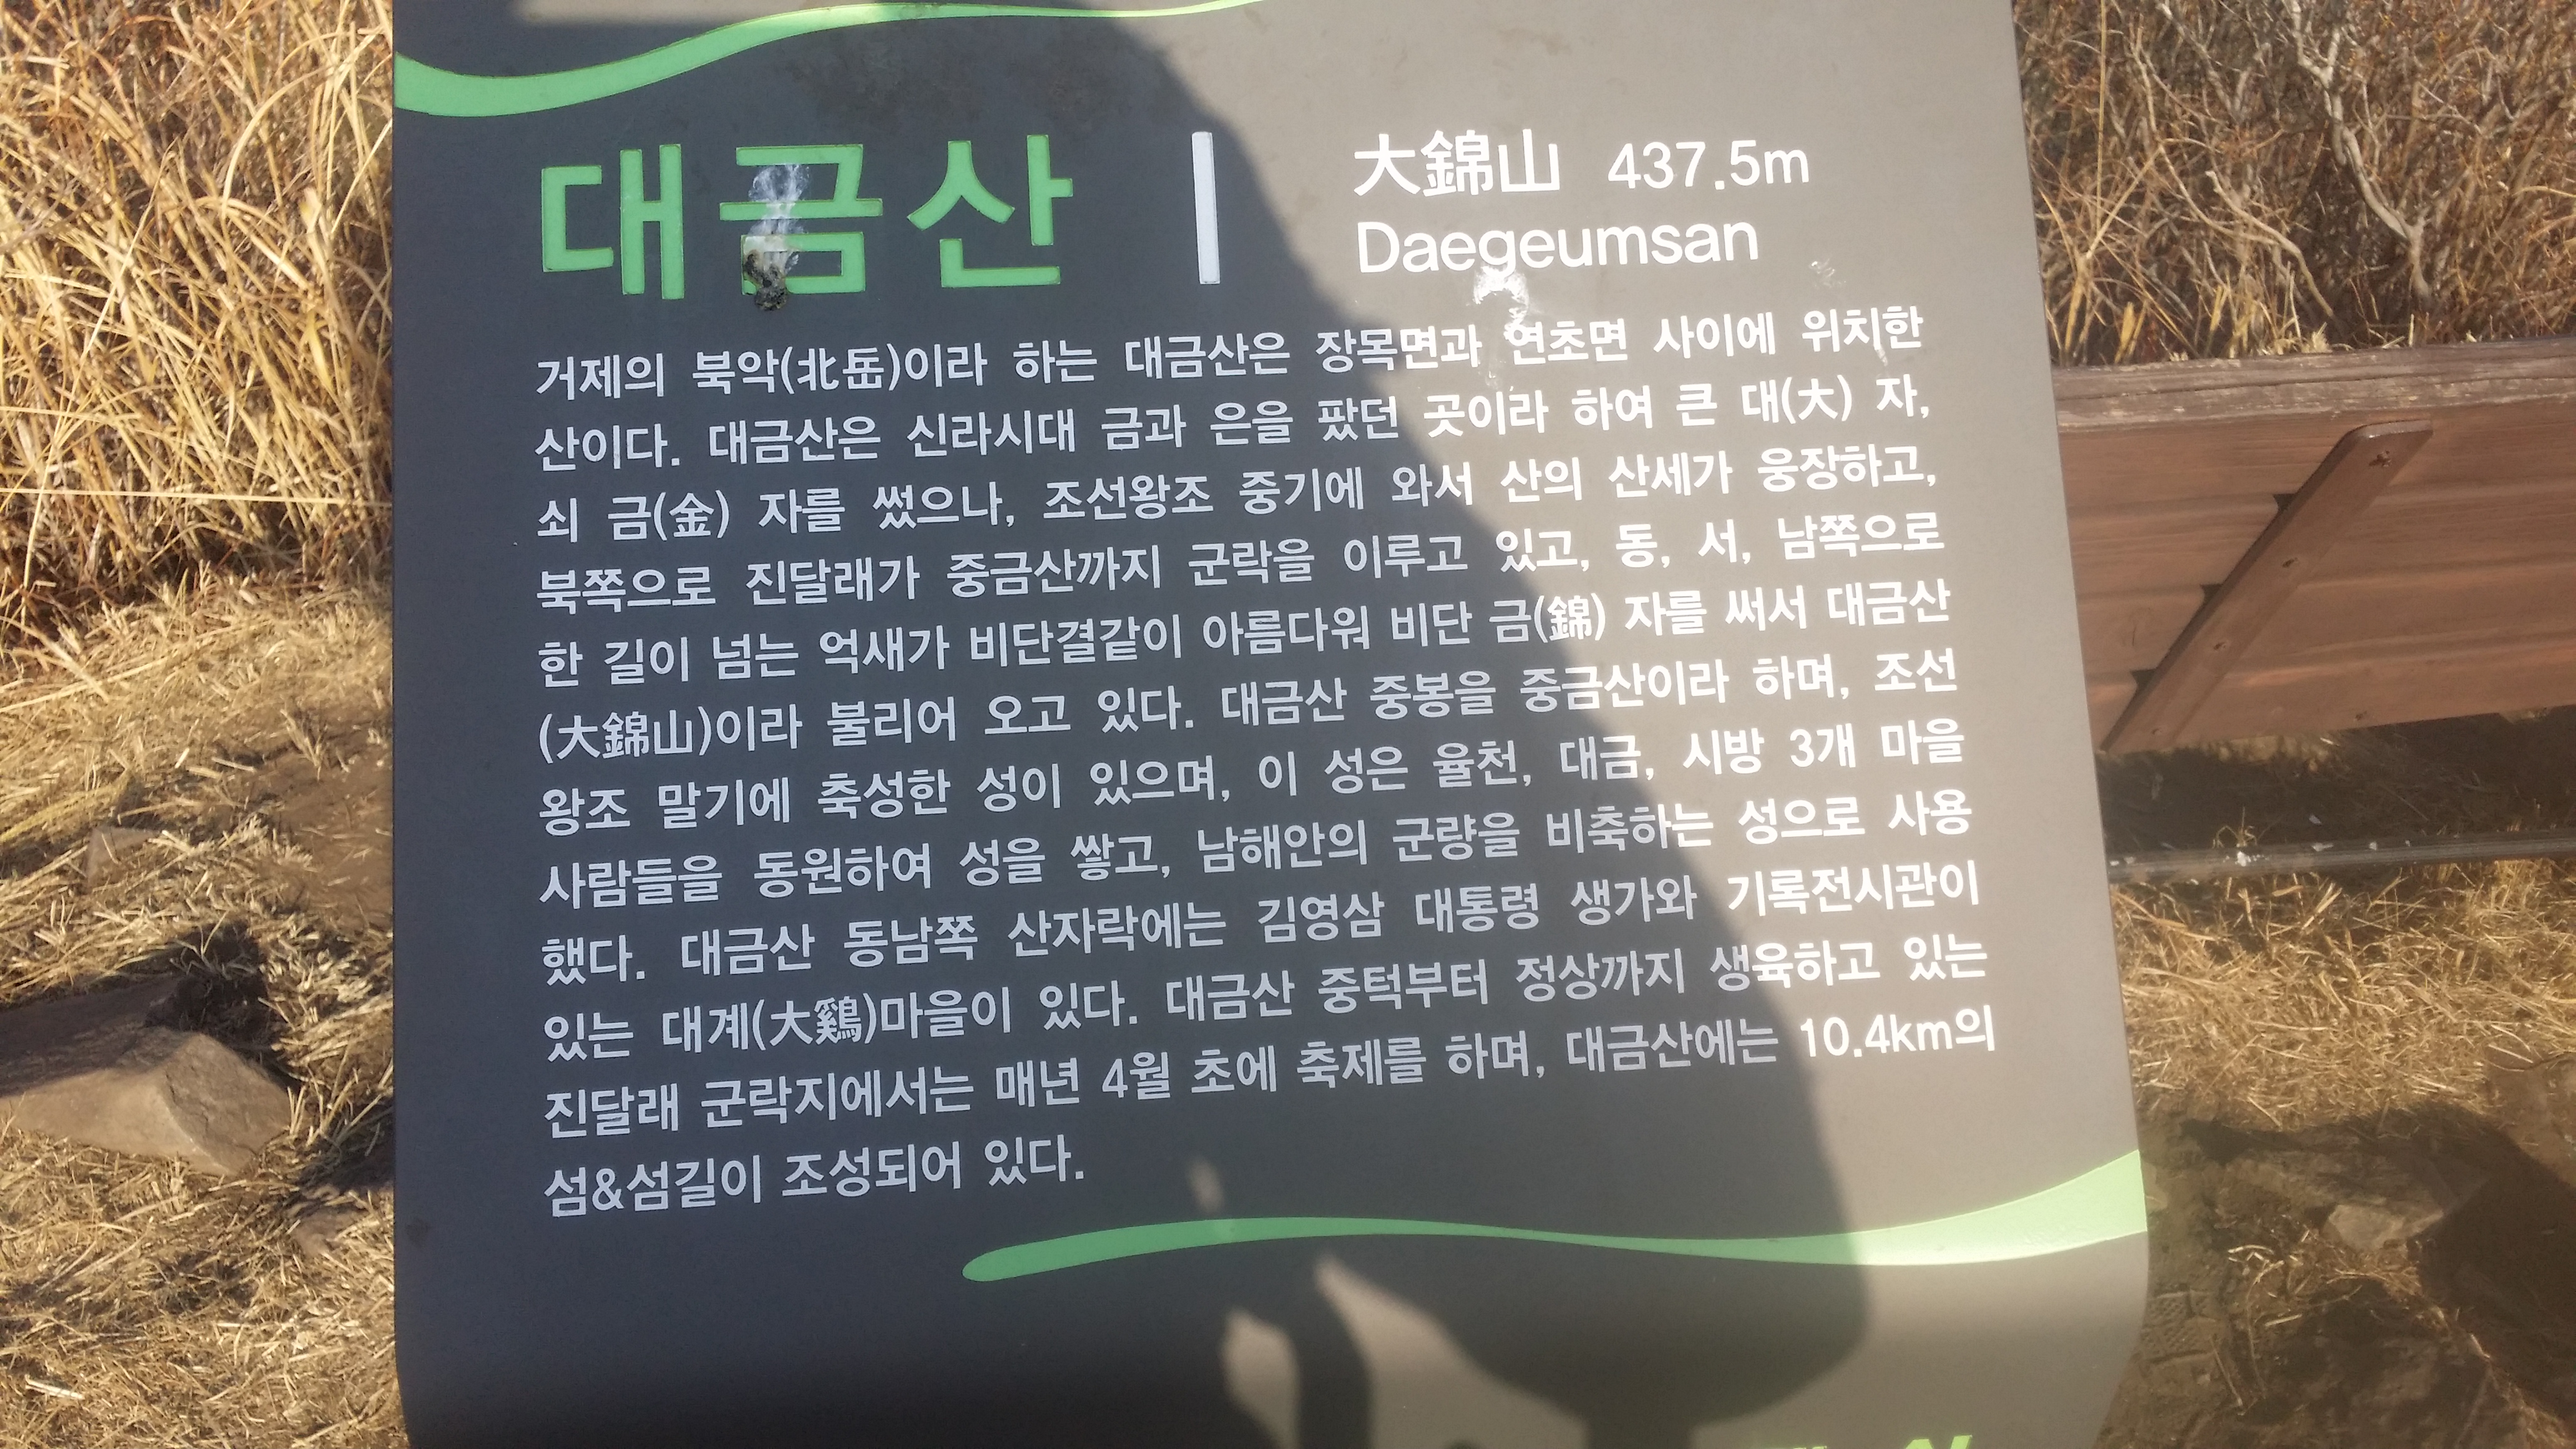 대금산
大錦山 437.5m
Daegeumsan
거제의 북악(北岳)이라 하는 대금산은 장목면과 연초면 사이에 위치한
산이다. 대금산은 신라시대 금과 은을 팠던 곳이라 하여 큰 대(大) 자,
쇠 금(金) 자를 썼으나, 조선왕조 중기에 와서 산의 산세가 웅장하고,
북쪽으로 진달래가 중금산까지 군락을 이루고 있고, 동, 서, 남쪽으로
한 길이 넘는 억새가 비단결같이 아름다워 비단 금(錦) 자를 써서 대금산
(大錦山)이라 불리어 오고 있다. 대금산 중봉을 중금산이라 하며, 조선
왕조 말기에 축성한 성이 있으며, 이 성은 율천, 대금, 시방 3개 마을
사람들을 동원하여 성을 쌓고, 남해안의 군량을 비축하는 성으로 사용
했다. 대금산 동남쪽 산자락에는 김영삼 대통령 생가와 기록전시관이
있는 대계(大鷄)마을이 있다. 대금산 중턱부터 정상까지 생육하고 있는
진달래 군락지에서는 매년 4월 초에 축제를 하며, 대금산에는 10.4km의
섬&섬길이 조성되어 있다.